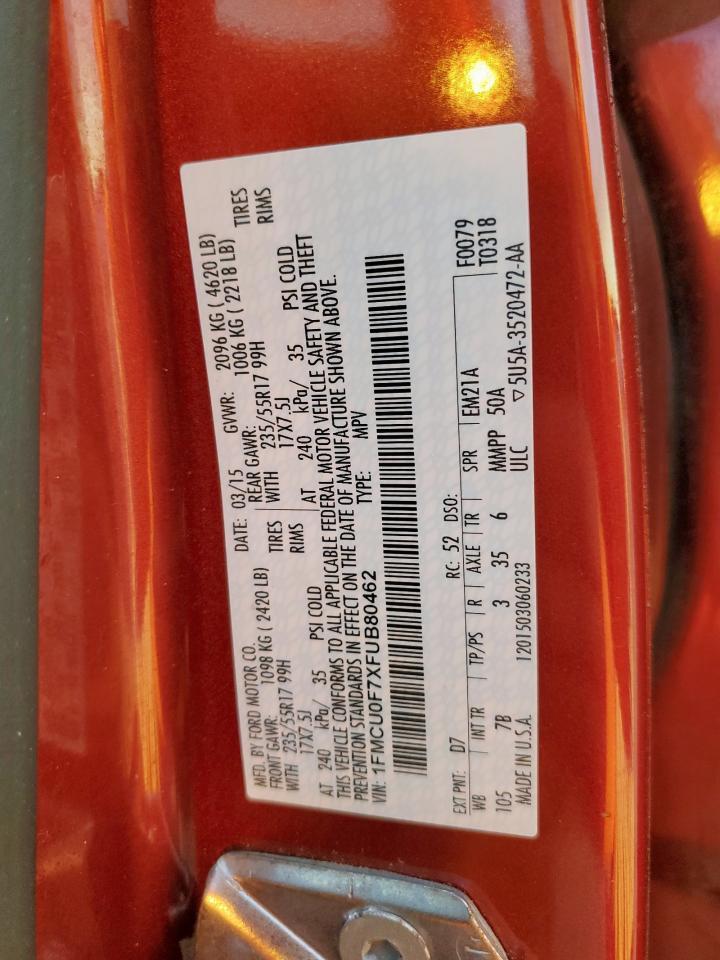 MFD. BY FORD MOTOR CO.
DATE: 03/15 GVWR: 2096 KG ( 4620 LB)
FRONT GAWR: 1098 KG ( 2420 LB) REAR GAWR: 1006 KG ( 2218 LB)
WITH 235/55R17 99H TIRES WITH 235/55R17 99H TIRES
17X7.5J RIMS 17X7.5J RIMS
AT 240 kPa/ 35 PSI COLD AT 240 kPa/ 35 PSI COLD
THIS VEHICLE CONFORMS TO ALL APPLICABLE FEDERAL MOTOR VEHICLE SAFETY AND THEFT
PREVENTION STANDARDS IN EFFECT ON THE DATE OF MANUFACTURE SHOWN ABOVE.
VIN: 1FMCU0F7XFUB80462 TYPE: MPV
EXT PNT: D7 RC: 52 DSO: F0079
WB INT TR TP/PS R AXLE TR SPR EM21A T0318
105 7B 3 35 6 MMPP 50A
MADE IN U.S.A. 1201503060233 ULC ▽5U5A-3520472-AA